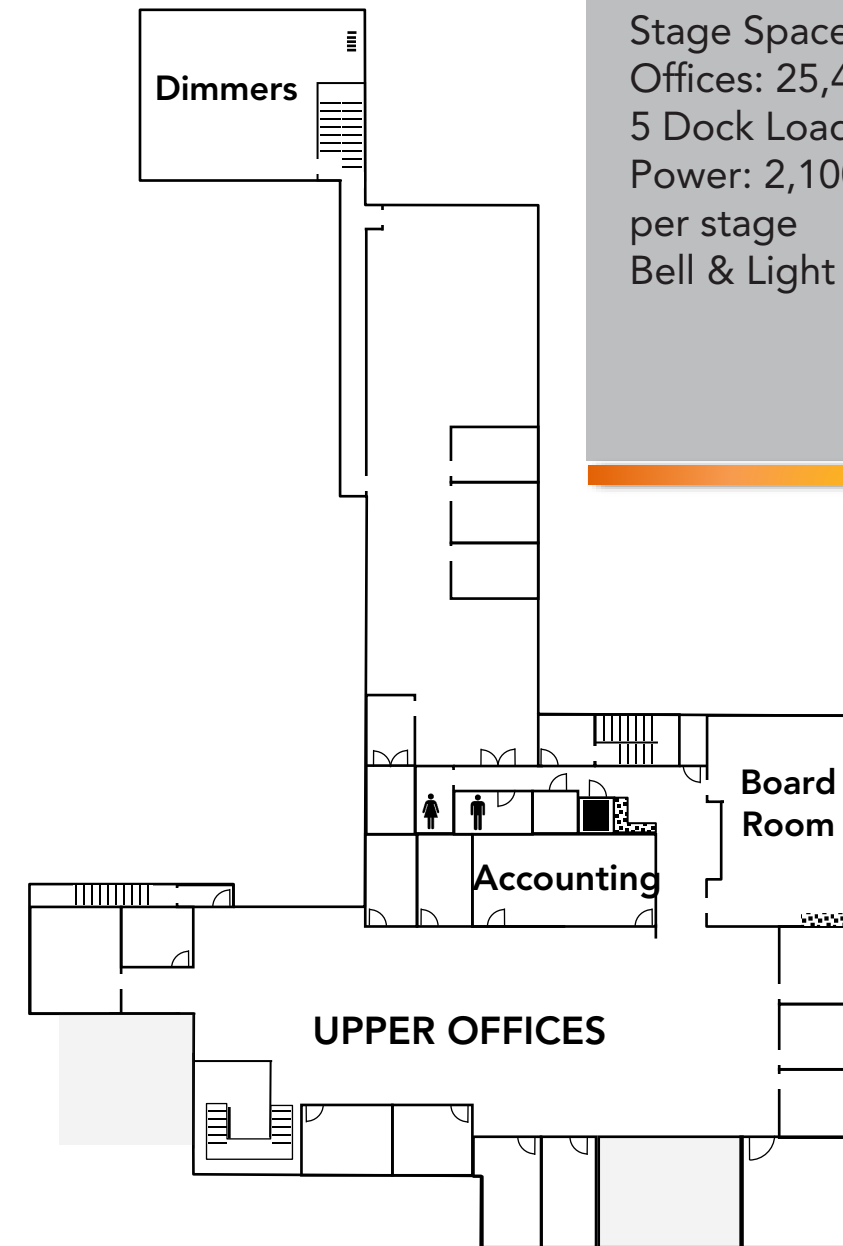 Stage Space
Offices: 25,4
5 Dock Load
Power: 2,100
per stage
Bell & Light
Dimmers
Board
Room
Accounting
UPPER OFFICES